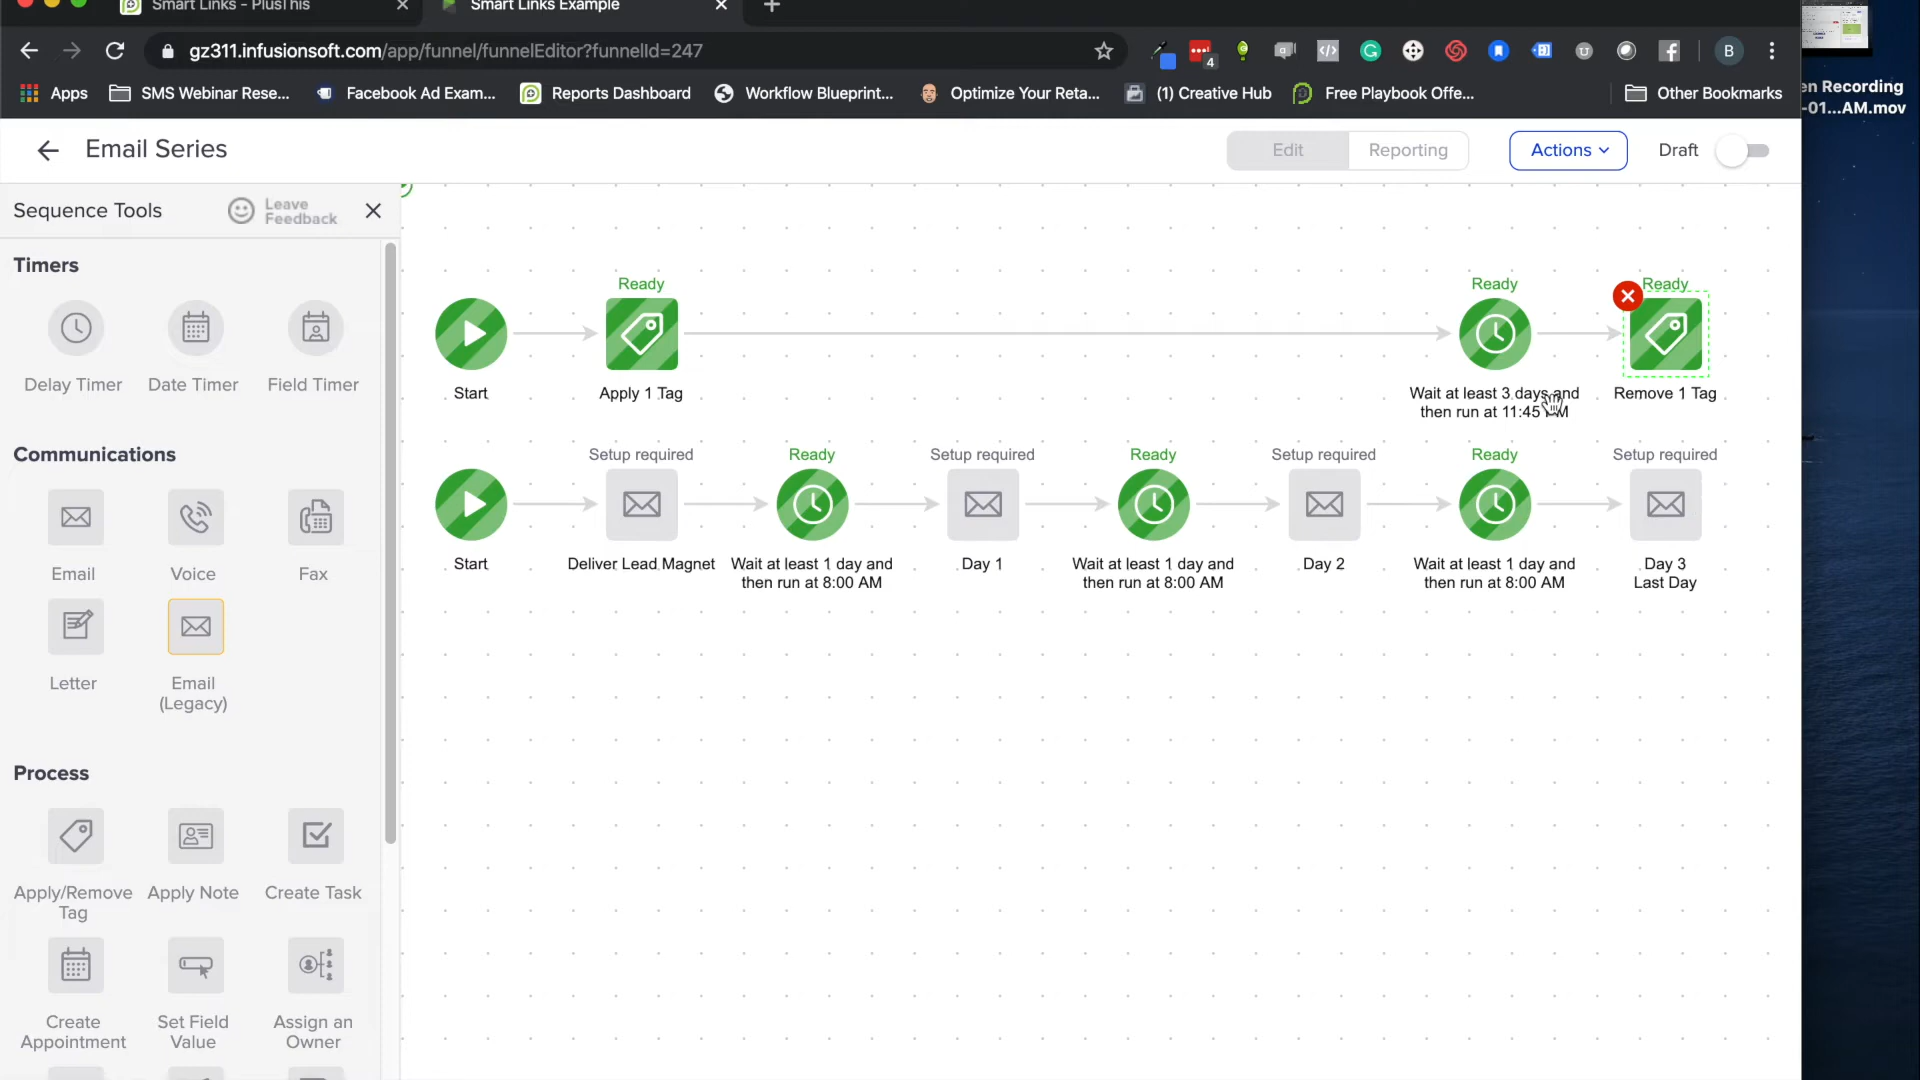 Smart Links - PlusThis
Smart Links Example
gz311.infusionsoft.com/app/funnel/funnelEditor?funnelId=247
4
B
Apps
SMS Webinar Rese...
Facebook Ad Exam...
Reports Dashboard
Workflow Blueprint...
Optimize Your Reta...
(1) Creative Hub
Free Playbook Offe...
Other Bookmarks
en Recording
-01...AM.mov
Email Series
Edit
Reporting
Actions
Draft
Sequence Tools
Leave
Feedback
Timers
Delay Timer
Date Timer
Field Timer
Communications
Email
Voice
Fax
Letter
Email
(Legacy)
Process
Apply/Remove
Tag
Apply Note
Create Task
Create
Appointment
Set Field
Value
Assign an
Owner
Ready
Ready
Ready
Start
Apply 1 Tag
Wait at least 3 days and
then run at 11:45
Remove 1 Tag
Setup required
Ready
Setup required
Ready
Setup required
Ready
Setup required
Start
Deliver Lead Magnet
Wait at least 1 day and
then run at 8:00 AM
Day 1
Wait at least 1 day and
then run at 8:00 AM
Day 2
Wait at least 1 day and
then run at 8:00 AM
Day 3
Last Day